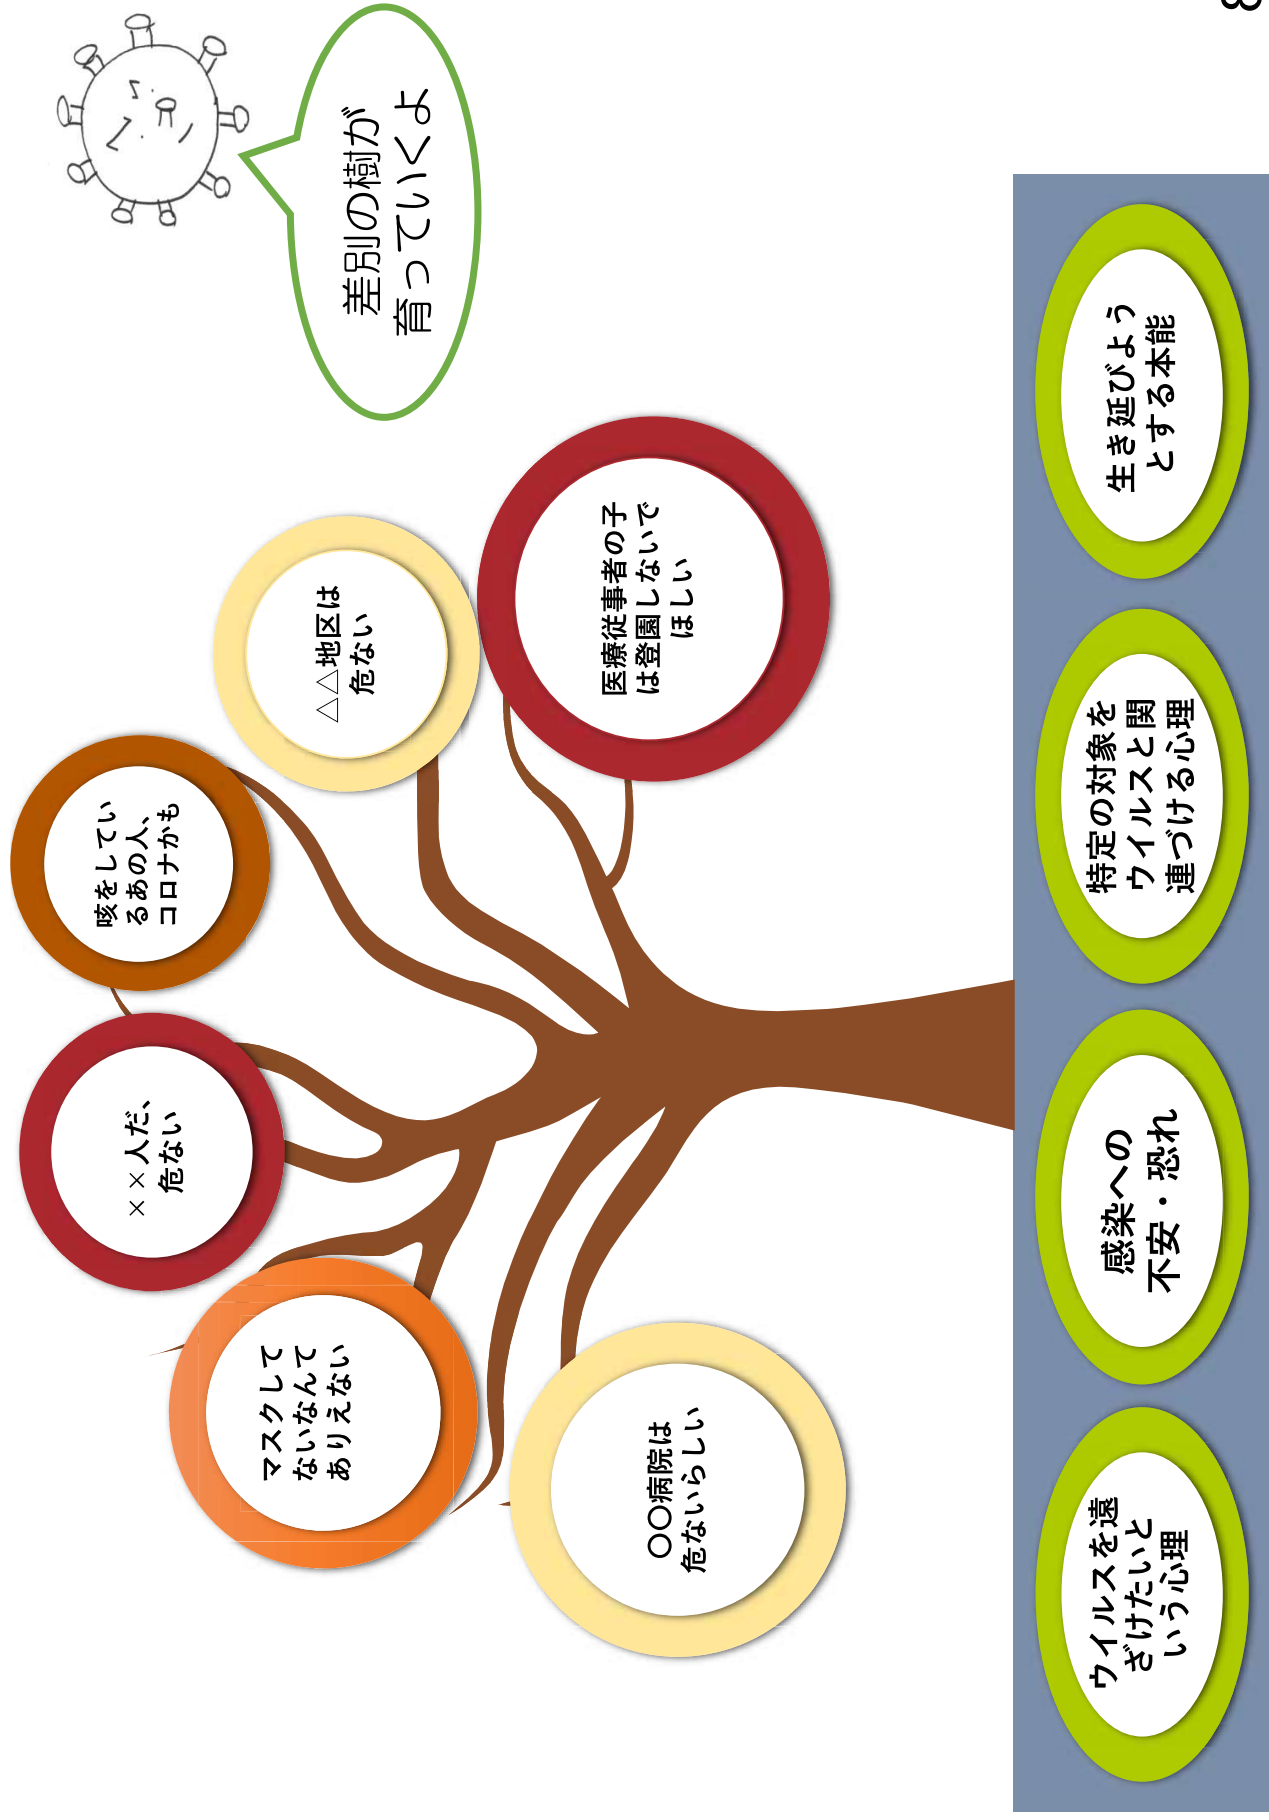 差別の樹が
育っていくよ
咳をしてい
るあの人、
コロナかも
××人だ、
危ない
△△地区は
危ない
マスクして
ないなんて
ありえない
医療従事者の子
は登園しないで
ほしい
〇〇病院は
危ないらしい
ウイルスを遠
ざけたいと
いう心理
感染への
不安・恐れ
特定の対象を
ウイルスと関
連づける心理
生き延びよう
とする本能